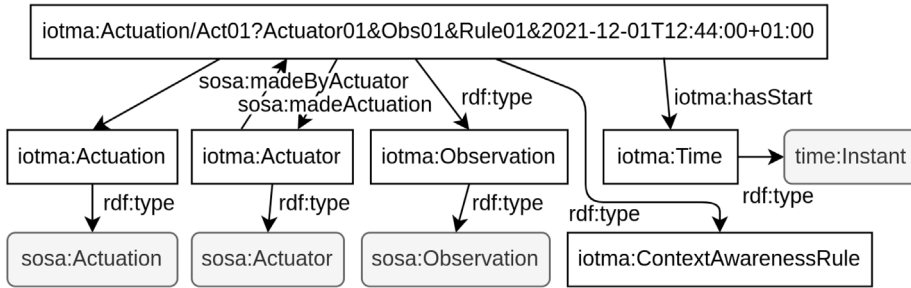 iotma:Actuation/Act01?Actuator01&Obs01&Rule01&2021-12-01T12:44:00+01:00
sosa:madeByActuator
sosa:madeActuation
rdf:type
iotma:hasStart
iotma:Actuation
iotma:Actuator
iotma:Observation
iotma:Time
time:Instant
rdf:type
rdf:type
rdf:type
rdf:type
rdf:type
sosa:Actuation
sosa:Actuator
sosa:Observation
iotma:ContextAwarenessRule